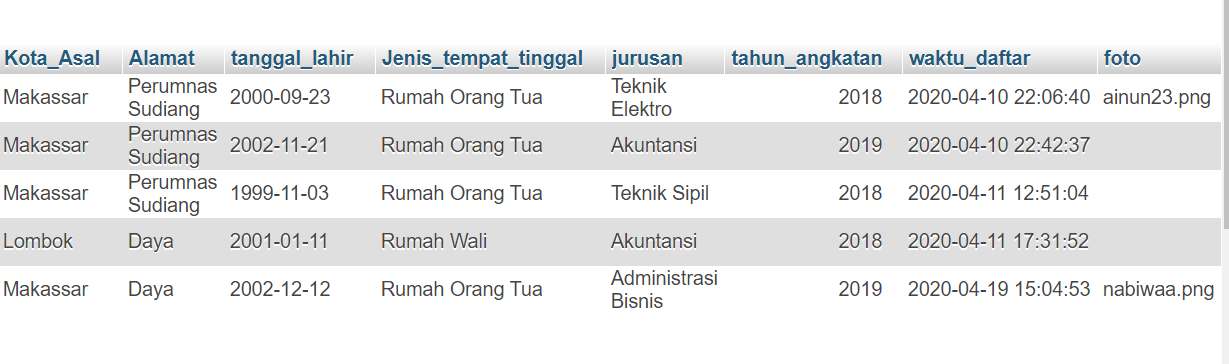 Kota_Asal Alamat tanggal_lahir Jenis_tempat_tinggal jurusan tahun_angkatan waktu_daftar foto
Makassar Perumnas Sudiang 2000-09-23 Rumah Orang Tua Teknik Elektro 2018 2020-04-10 22:06:40 ainun23.png
Makassar Perumnas Sudiang 2002-11-21 Rumah Orang Tua Akuntansi 2019 2020-04-10 22:42:37
Makassar Perumnas Sudiang 1999-11-03 Rumah Orang Tua Teknik Sipil 2018 2020-04-11 12:51:04
Lombok Daya 2001-01-11 Rumah Wali Akuntansi 2018 2020-04-11 17:31:52
Makassar Daya 2002-12-12 Rumah Orang Tua Administrasi Bisnis 2019 2020-04-19 15:04:53 nabiwaa.png